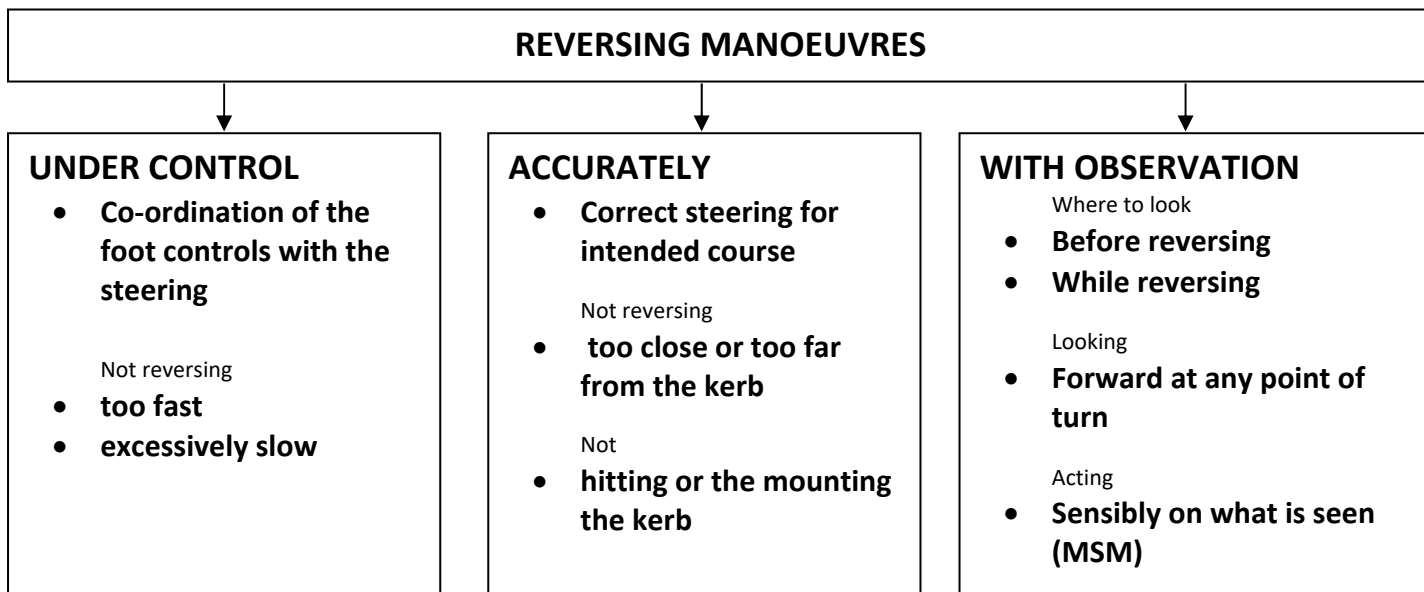 REVERSING MANOEUVRES
UNDER CONTROL
• Co-ordination of the
foot controls with the
steering
Not reversing
• too fast
• excessively slow
ACCURATELY
• Correct steering for
intended course
Not reversing
• too close or too far
from the kerb
Not
• hitting or the mounting
the kerb
WITH OBSERVATION
Where to look
• Before reversing
• While reversing
Looking
• Forward at any point of
turn
Acting
• Sensibly on what is seen
(MSM)